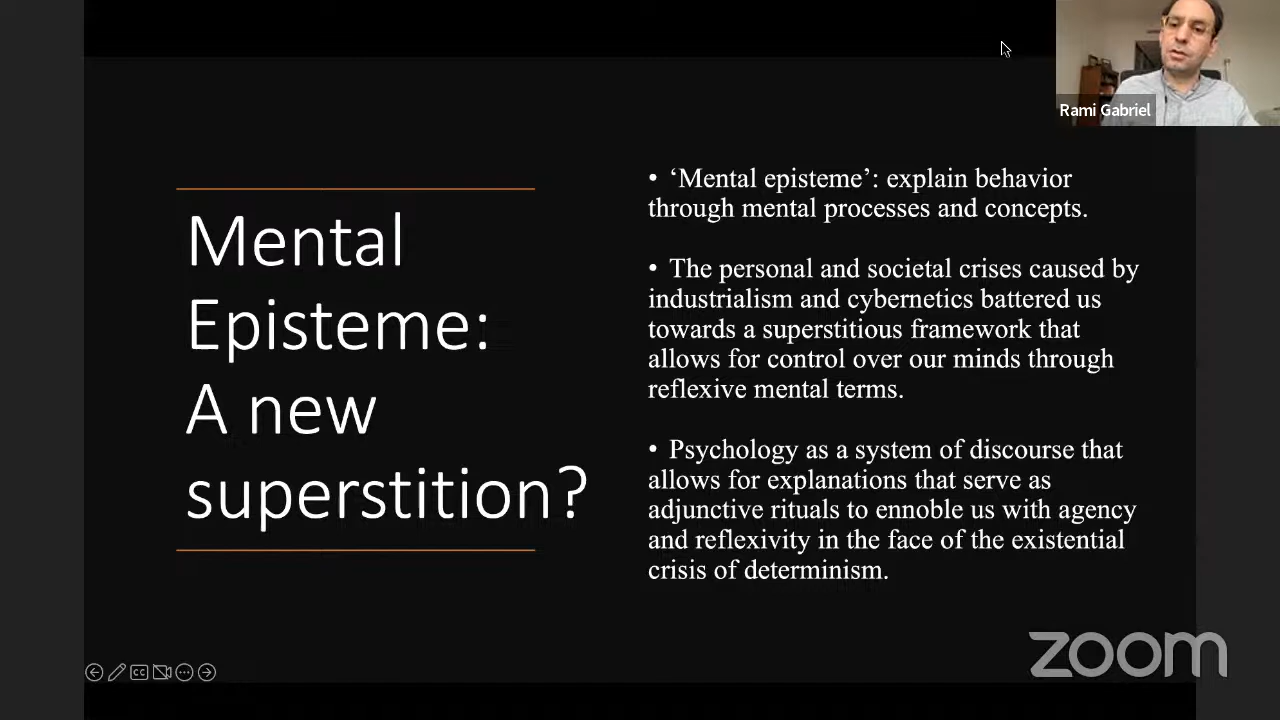 Rami Gabriel
Mental
Episteme:
A new
superstition?
• ‘Mental episteme’: explain behavior
through mental processes and concepts.
• The personal and societal crises caused by
industrialism and cybernetics battered us
towards a superstitious framework that
allows for control over our minds through
reflexive mental terms.
• Psychology as a system of discourse that
allows for explanations that serve as
adjunctive rituals to ennoble us with agency
and reflexivity in the face of the existential
crisis of determinism.
CC
zoom